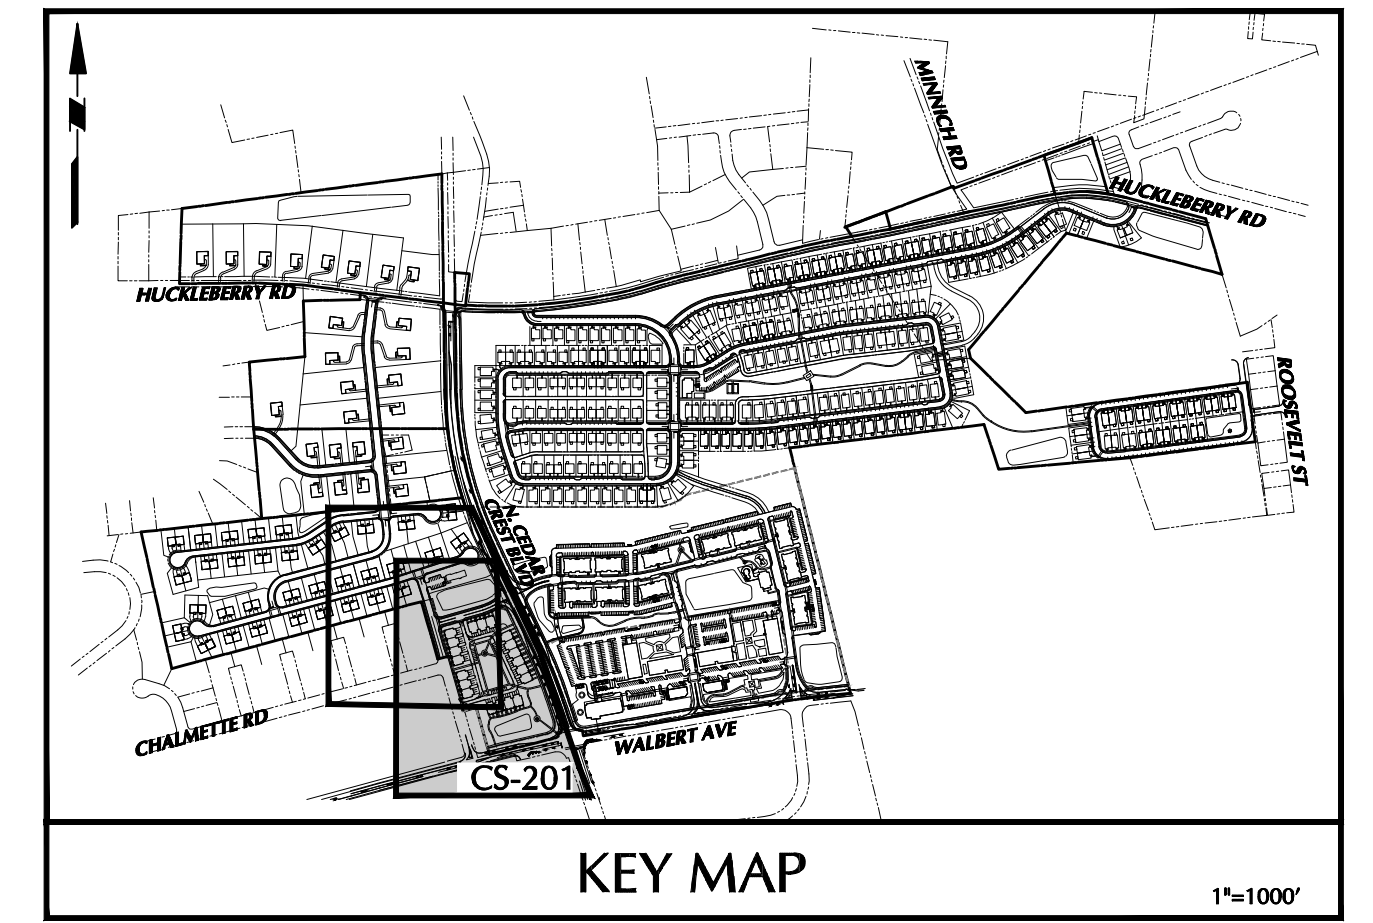 MINNICH RD
HUCKLEBERRY RD
HUCKLEBERRY RD
ROOSEVELT ST
N. CEDAR
CREST BLVD
CHALMETTE RD
WALBERT AVE
CS-201
KEY MAP
1"=1000'